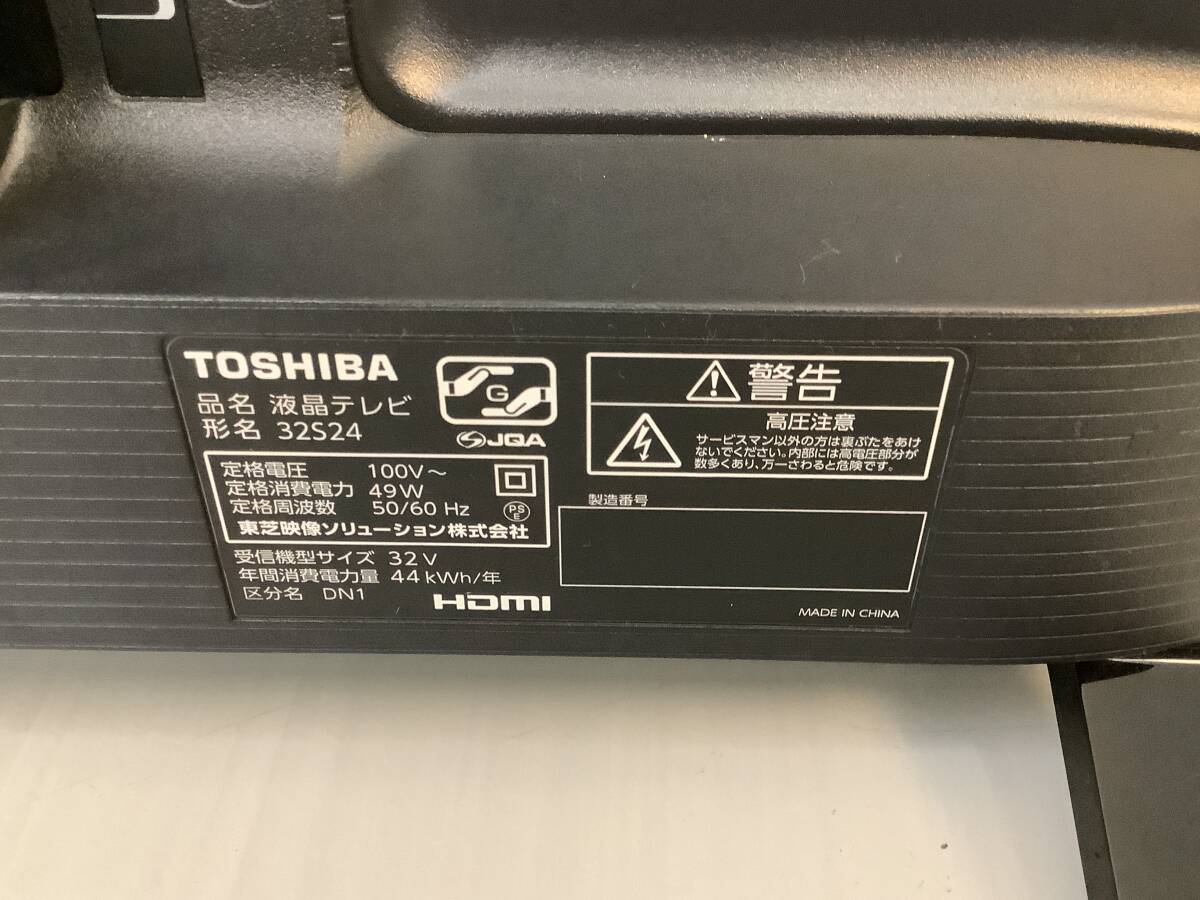 TOSHIBA
品名 液晶テレビ
形名 32S24
G
JQA
定格電圧 100V～
定格消費電力 49W
定格周波数 50/60 Hz
PS
E
東芝映像ソリューション株式会社
受信機型サイズ 32V
年間消費電力量 44kWh/年
区分名 DN1
HDMI
警告
高圧注意
サービスマン以外の方は裏ぶたをあけ
ないでください。内部には高電圧部分が
数多くあり、万一さわると危険です。
製造番号
MADE IN CHINA